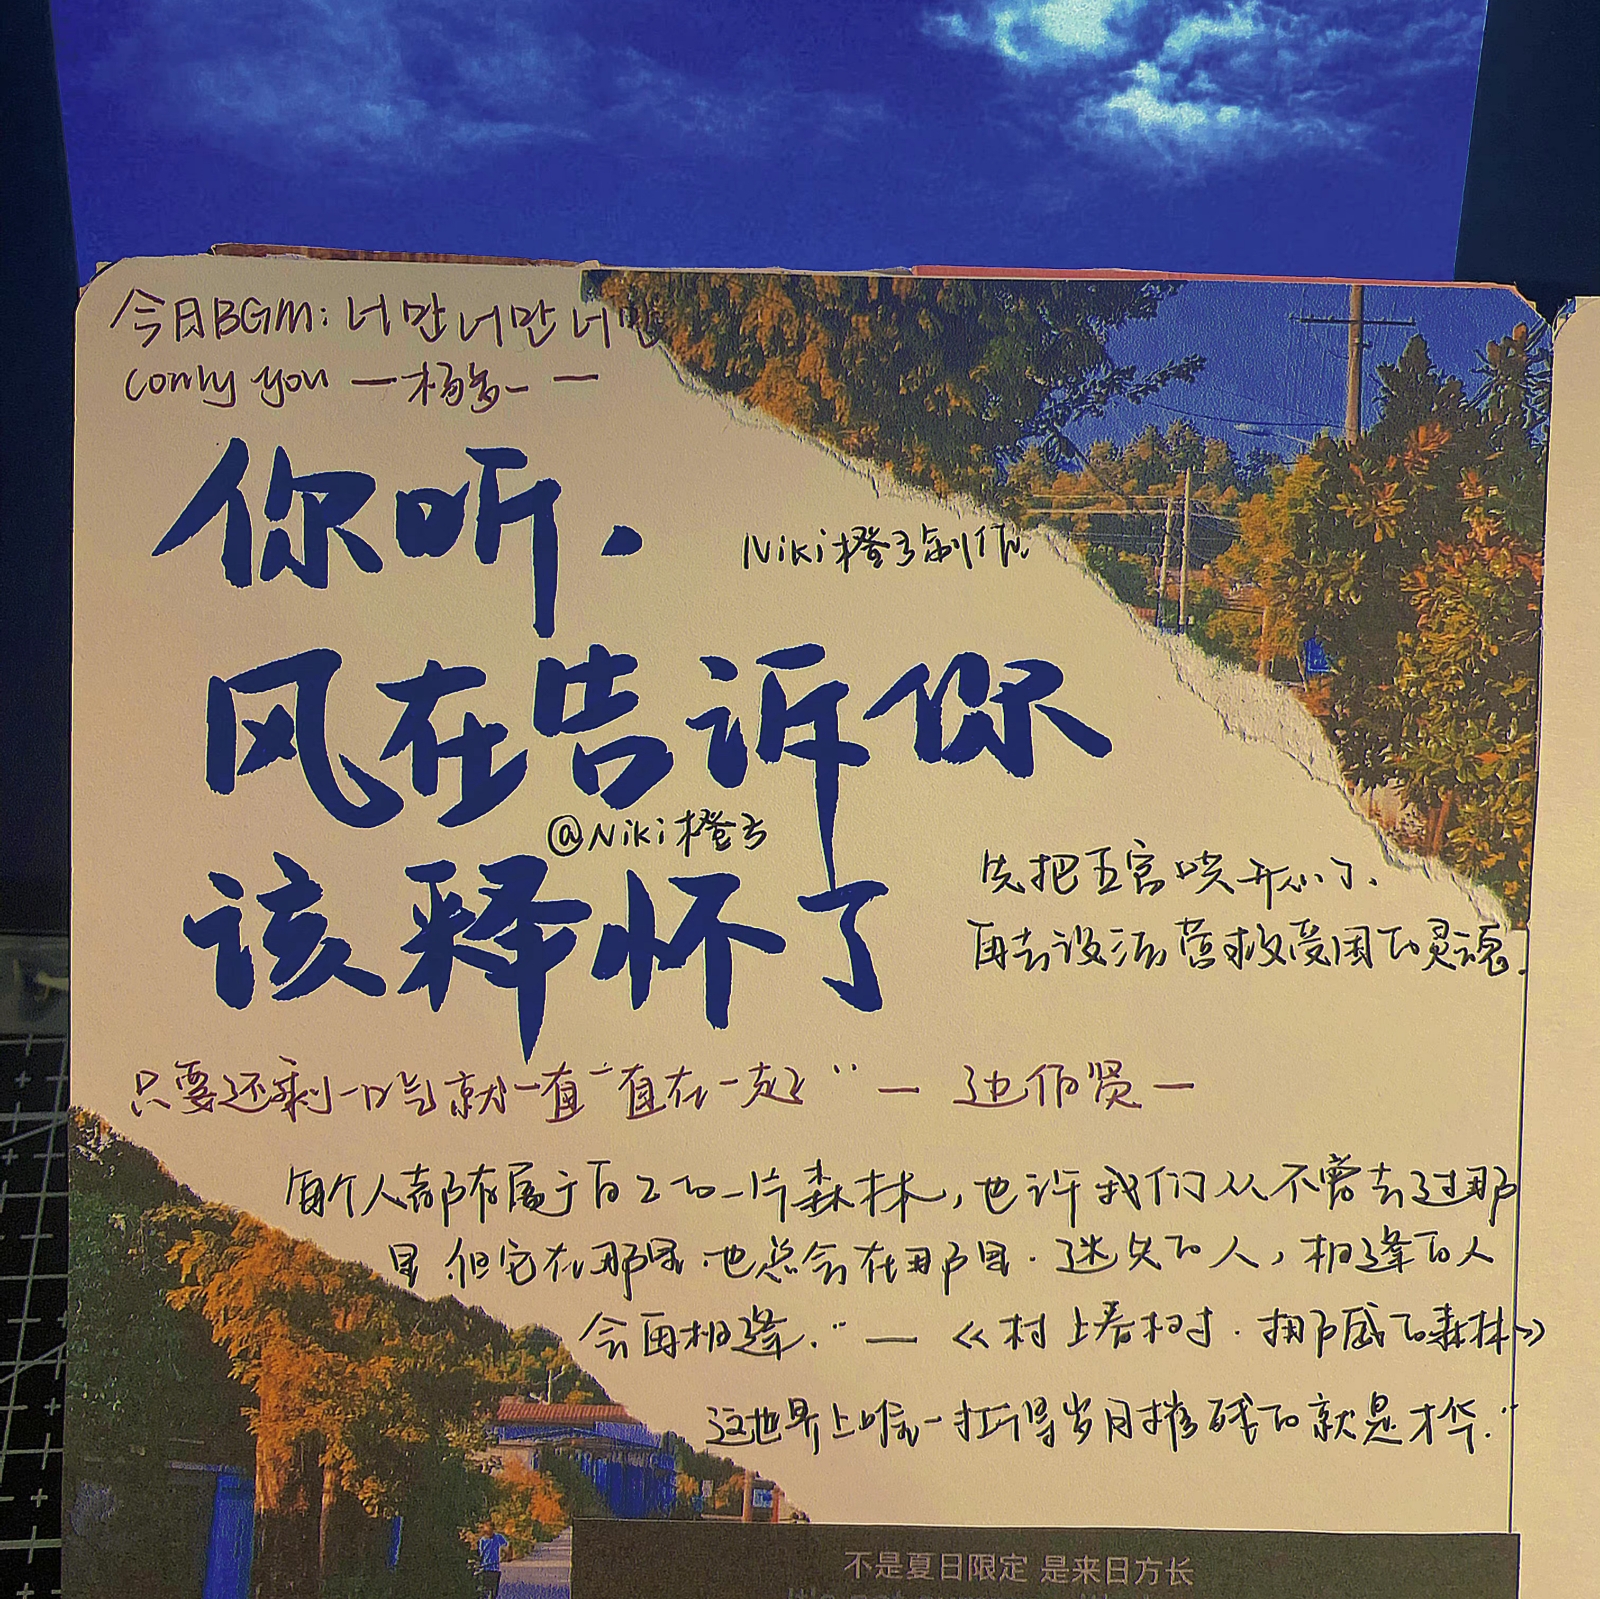 今日BGM: 너만너만너만
(only you — 杨多一 —
你听，
Niki橙子制作
风在告诉你
@Niki橙子
该释怀了
先把五官哄开心了.
再去设法营救受困的灵魂.
只要还剩一口气就一直一直在一起” — 边伯贤 —
每个人都有属于自己的一片森林，也许我们从不曾去过那
里.但它在那里.也总会在那里.迷失的人，相逢的人
会再相逢.” — 《村上春树.挪威的森林》
这世界上唯一扛得岁月摧残的就是才华.”
不是夏日限定 是来日方长